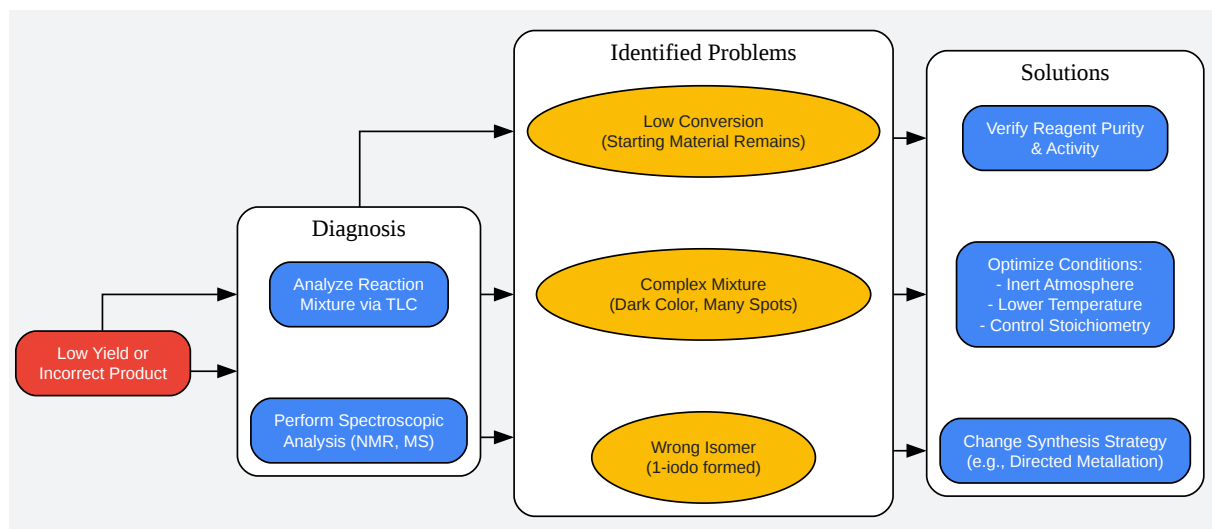 Low Yield or
Incorrect Product
Diagnosis
Analyze Reaction
Mixture via TLC
Perform Spectroscopic
Analysis (NMR, MS)
Identified Problems
Low Conversion
(Starting Material Remains)
Complex Mixture
(Dark Color, Many Spots)
Wrong Isomer
(1-iodo formed)
Solutions
Verify Reagent Purity
& Activity
Optimize Conditions:
- Inert Atmosphere
- Lower Temperature
- Control Stoichiometry
Change Synthesis Strategy
(e.g., Directed Metallation)